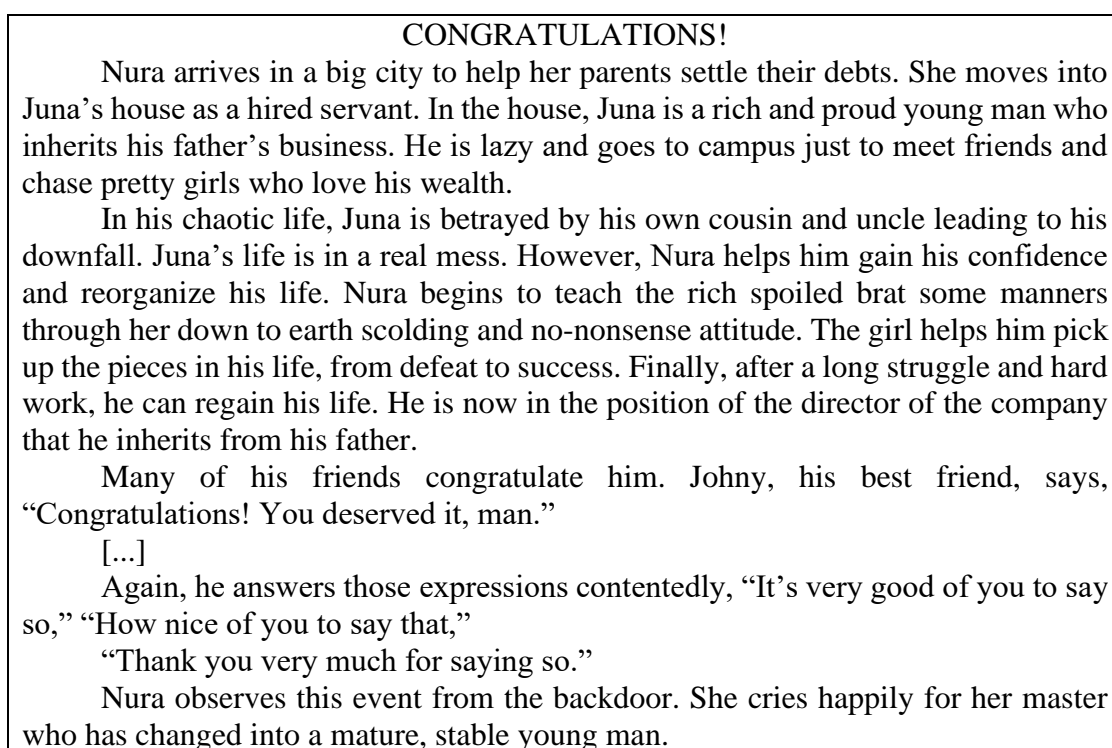 CONGRATULATIONS!
Nura arrives in a big city to help her parents settle their debts. She moves into
Juna’s house as a hired servant. In the house, Juna is a rich and proud young man who
inherits his father’s business. He is lazy and goes to campus just to meet friends and
chase pretty girls who love his wealth.
In his chaotic life, Juna is betrayed by his own cousin and uncle leading to his
downfall. Juna’s life is in a real mess. However, Nura helps him gain his confidence
and reorganize his life. Nura begins to teach the rich spoiled brat some manners
through her down to earth scolding and no-nonsense attitude. The girl helps him pick
up the pieces in his life, from defeat to success. Finally, after a long struggle and hard
work, he can regain his life. He is now in the position of the director of the company
that he inherits from his father.
Many of his friends congratulate him. Johny, his best friend, says,
“Congratulations! You deserved it, man.”
[...]
Again, he answers those expressions contentedly, “It’s very good of you to say
so,” “How nice of you to say that,”
“Thank you very much for saying so.”
Nura observes this event from the backdoor. She cries happily for her master
who has changed into a mature, stable young man.